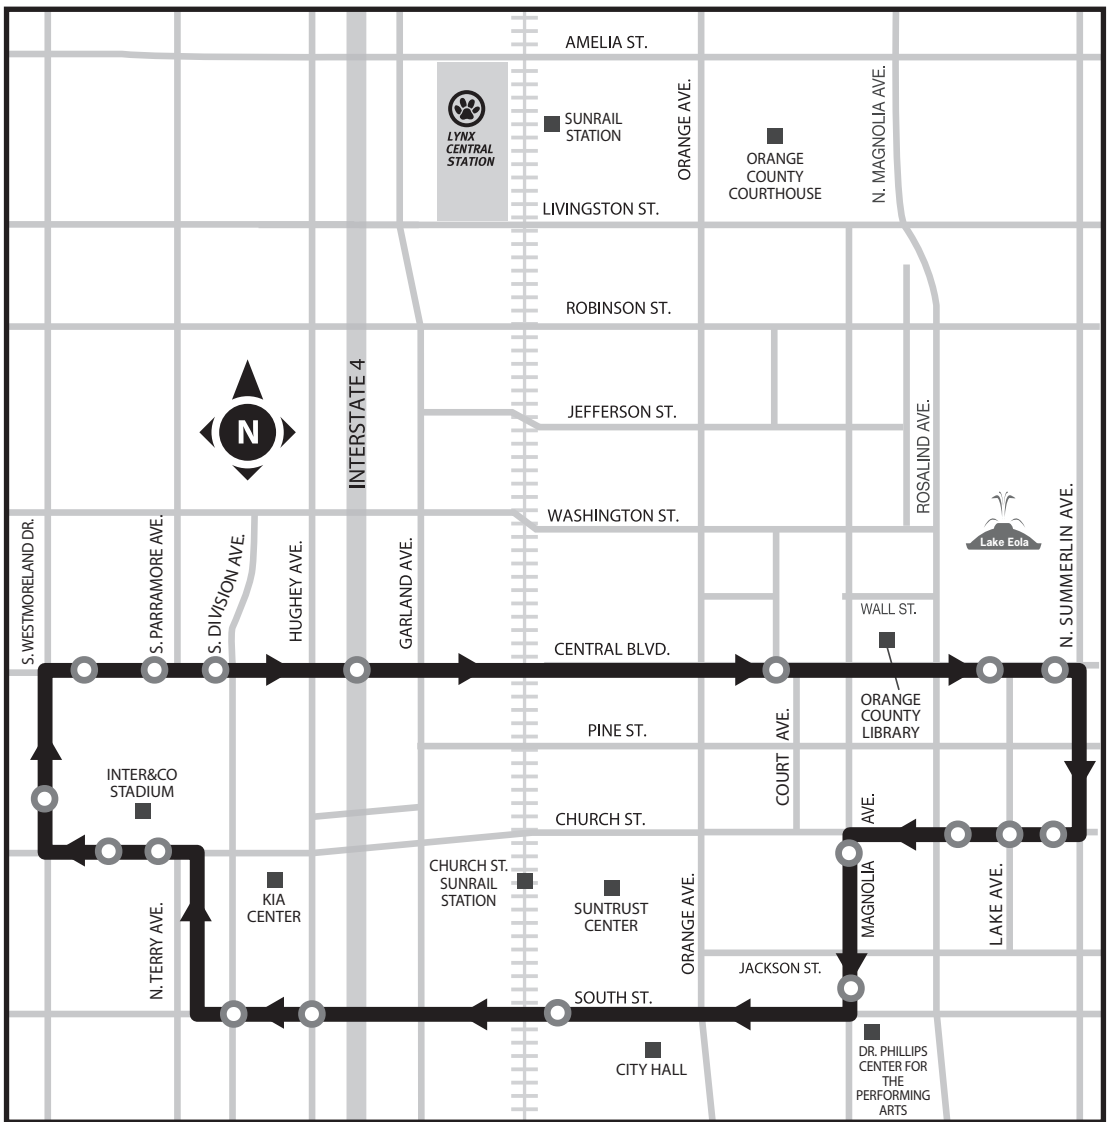 AMELIA ST.
SUNRAIL
STATION
LYNX
CENTRAL
STATION
ORANGE AVE.
ORANGE
COUNTY
COURTHOUSE
N. MAGNOLIA AVE.
LIVINGSTON ST.
ROBINSON ST.
INTERSTATE 4
N
JEFFERSON ST.
ROSALIND AVE.
WASHINGTON ST.
Lake Eola
S. WESTMORELAND DR.
S. PARRAMORE AVE.
S. DIVISION AVE.
HUGHEY AVE.
GARLAND AVE.
N. SUMMERLIN AVE.
WALL ST.
CENTRAL BLVD.
ORANGE
COUNTY
LIBRARY
PINE ST.
COURT AVE.
INTER&CO
STADIUM
CHURCH ST.
MAGNOLIA AVE.
CHURCH ST.
SUNRAIL
STATION
KIA
CENTER
SUNTRUST
CENTER
ORANGE AVE.
LAKE AVE.
N. TERRY AVE.
JACKSON ST.
SOUTH ST.
CITY HALL
DR. PHILLIPS
CENTER FOR
THE
PERFORMING
ARTS